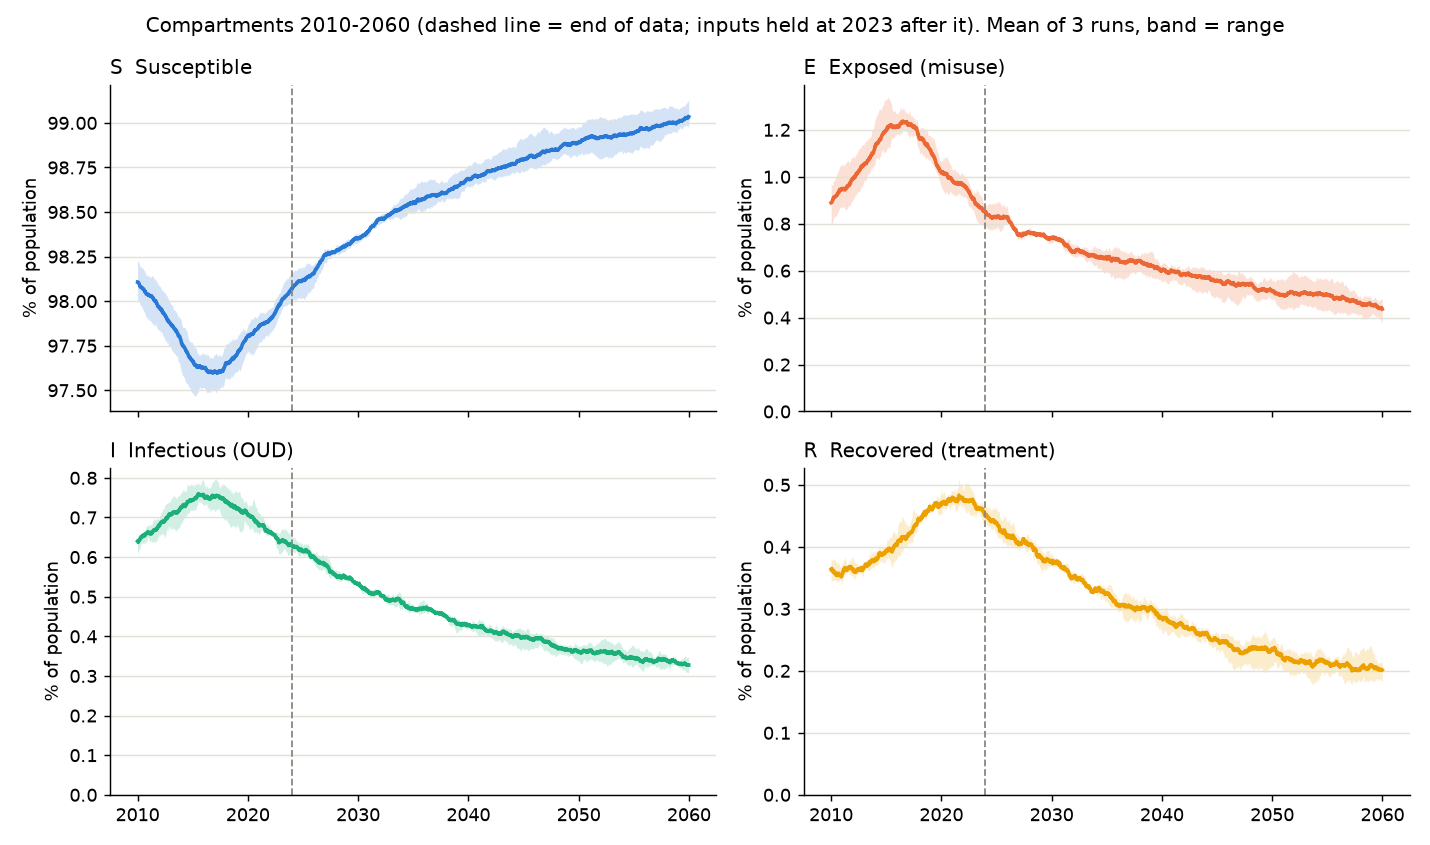 Compartments 2010-2060 (dashed line = end of data; inputs held at 2023 after it). Mean of 3 runs, band = range
S  Susceptible
% of population
99.00
98.75
98.50
98.25
98.00
97.75
97.50
E  Exposed (misuse)
% of population
1.2
1.0
0.8
0.6
0.4
0.2
0.0
I  Infectious (OUD)
% of population
0.8
0.7
0.6
0.5
0.4
0.3
0.2
0.1
0.0
2010 2020 2030 2040 2050 2060
R  Recovered (treatment)
% of population
0.5
0.4
0.3
0.2
0.1
0.0
2010 2020 2030 2040 2050 2060